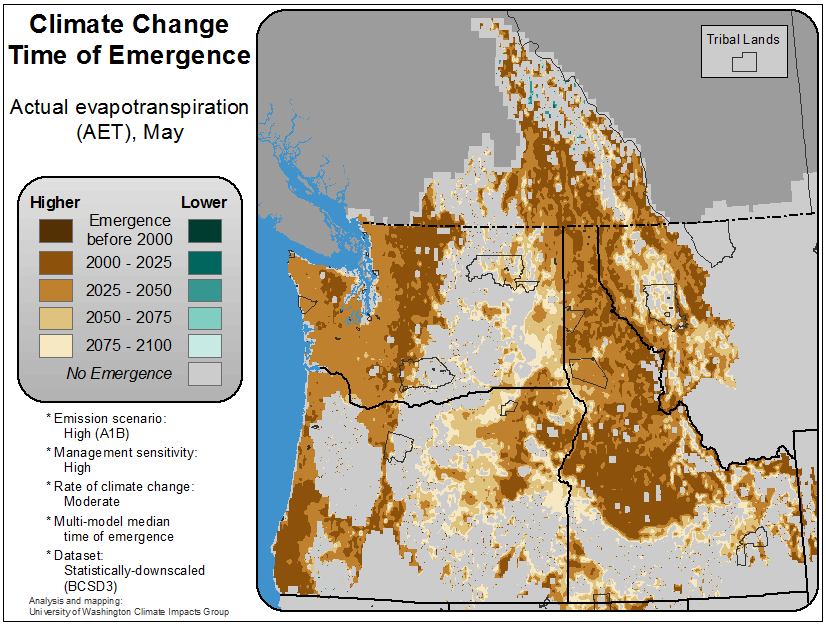 Climate Change
Time of Emergence
Actual evapotranspiration
(AET), May
Higher
Lower
Emergence
before 2000
2000 - 2025
2025 - 2050
2050 - 2075
2075 - 2100
No Emergence
* Emission scenario:
High (A1B)
* Management sensitivity:
High
* Rate of climate change:
Moderate
* Multi-model median
time of emergence
* Dataset:
Statistically-downscaled
(BCSD3)
Analysis and mapping:
University of Washington Climate Impacts Group
Tribal Lands